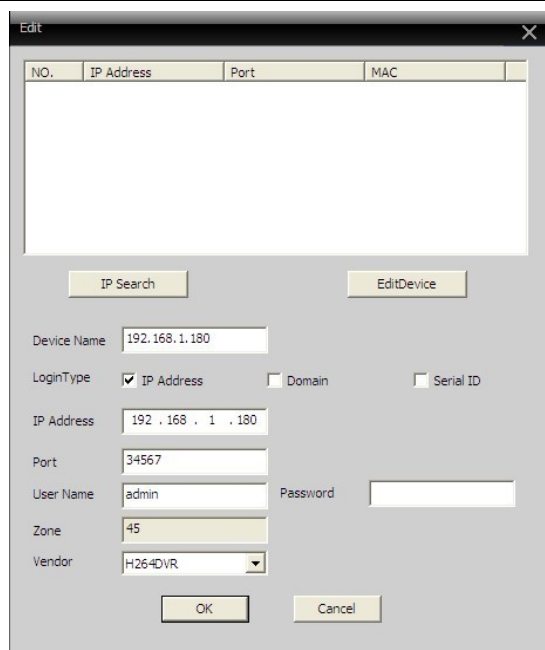 Edit
NO. IP Address Port MAC
IP Search EditDevice
Device Name 192.168.1.180
LoginType IP Address Domain Serial ID
IP Address 192 . 168 . 1 . 180
Port 34567
User Name admin Password
Zone 45
Vendor H264DVR
OK Cancel